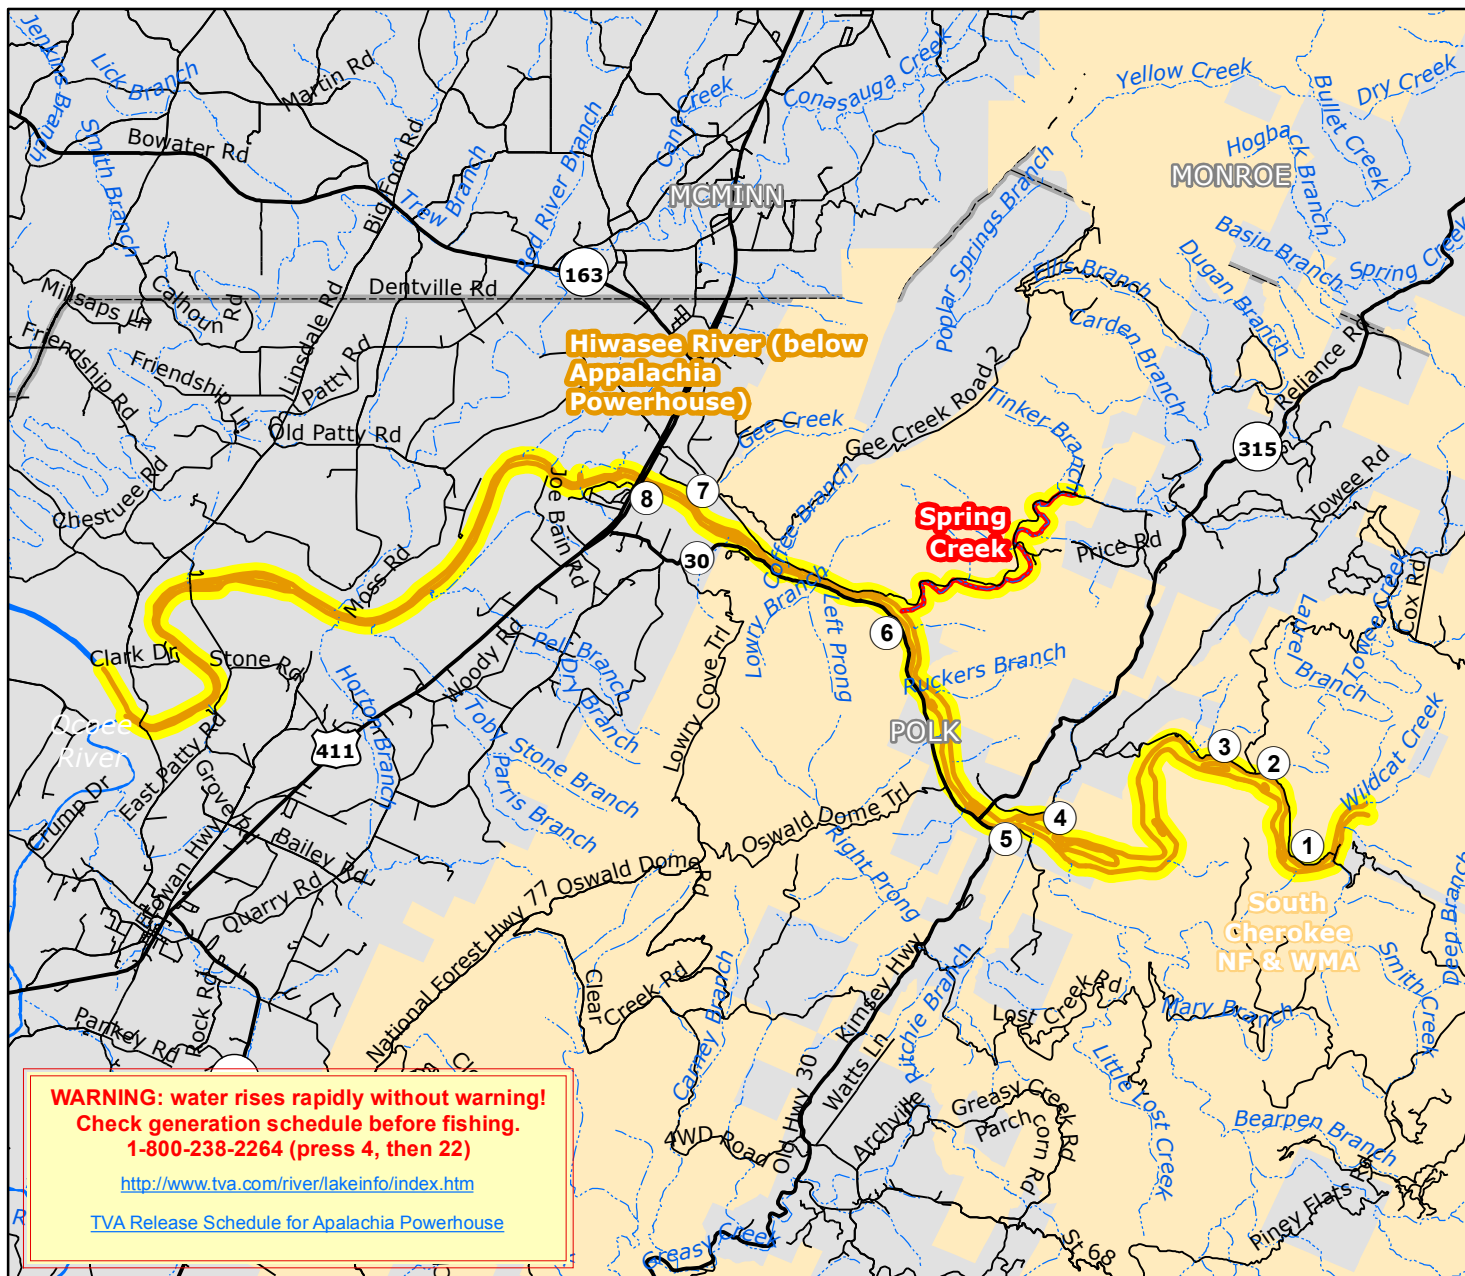 Jenkins Branch
Lick Branch
Martin Rd
Smith Branch
Bowater Rd
Big Foot Rd
Trew Branch
Red River Branch
Cane Creek
Conasauga Creek
MCMINN
Yellow Creek
Bullet Creek
Dry Creek
Hogback Branch
MONROE
Basin Branch
Spring Creek
Dugan Branch
Poplar Springs Branch
Ellis Branch
Carden Branch
163
Dentville Rd
Millsaps Ln
Calhoun Rd
Friendship Rd
Friendship Ln
Linsdale Rd
Patty Rd
Old Patty Rd
Hiwasee River (below
Appalachia
Powerhouse)
Gee Creek
Gee Creek Road 2
Tinker Branch
Reliance Rd
315
Towee Rd
Chestuee Rd
Joe Bain Rd
8
7
30
Coffee Branch
Lowry Branch
Left Prong
Spring
Creek
Price Rd
Laurel Branch
Towee Creek
Cox Rd
Moss Rd
Clark Dr
Stone Rd
Horton Branch
Woody Rd
Pell Branch
Dry Branch
Toby Stone Branch
Parris Branch
Lowry Cove Trl
6
Ruckers Branch
POLK
Ocoee
River
East Patty Rd
Grove Rd
411
Crump Dr
Etowan Hwy
Bailey Rd
Quarry Rd
Oswald Dome Trl
Oswald Dome Rd
National Forest Hwy 77
Right Prong
5
4
3
2
1
Wildcat Creek
South
Cherokee
NF & WMA
Deep Branch
Smith Creek
Mary Branch
Lost Creek Rd
Little Lost Creek
Kimsey Hwy
Ritchie Branch
Watts Ln
Old Hwy 30
Archville
Clear Creek Rd
Carney Branch
4WD Road
Greasy Creek Rd
Parch Corn Rd
Bearpen Branch
Piney Flats Rd
St 68
Greasy Creek
Rock Rd
Parkey Rd
WARNING: water rises rapidly without warning!
Check generation schedule before fishing.
1-800-238-2264 (press 4, then 22)
http://www.tva.com/river/lakeinfo/index.htm
TVA Release Schedule for Apalachia Powerhouse